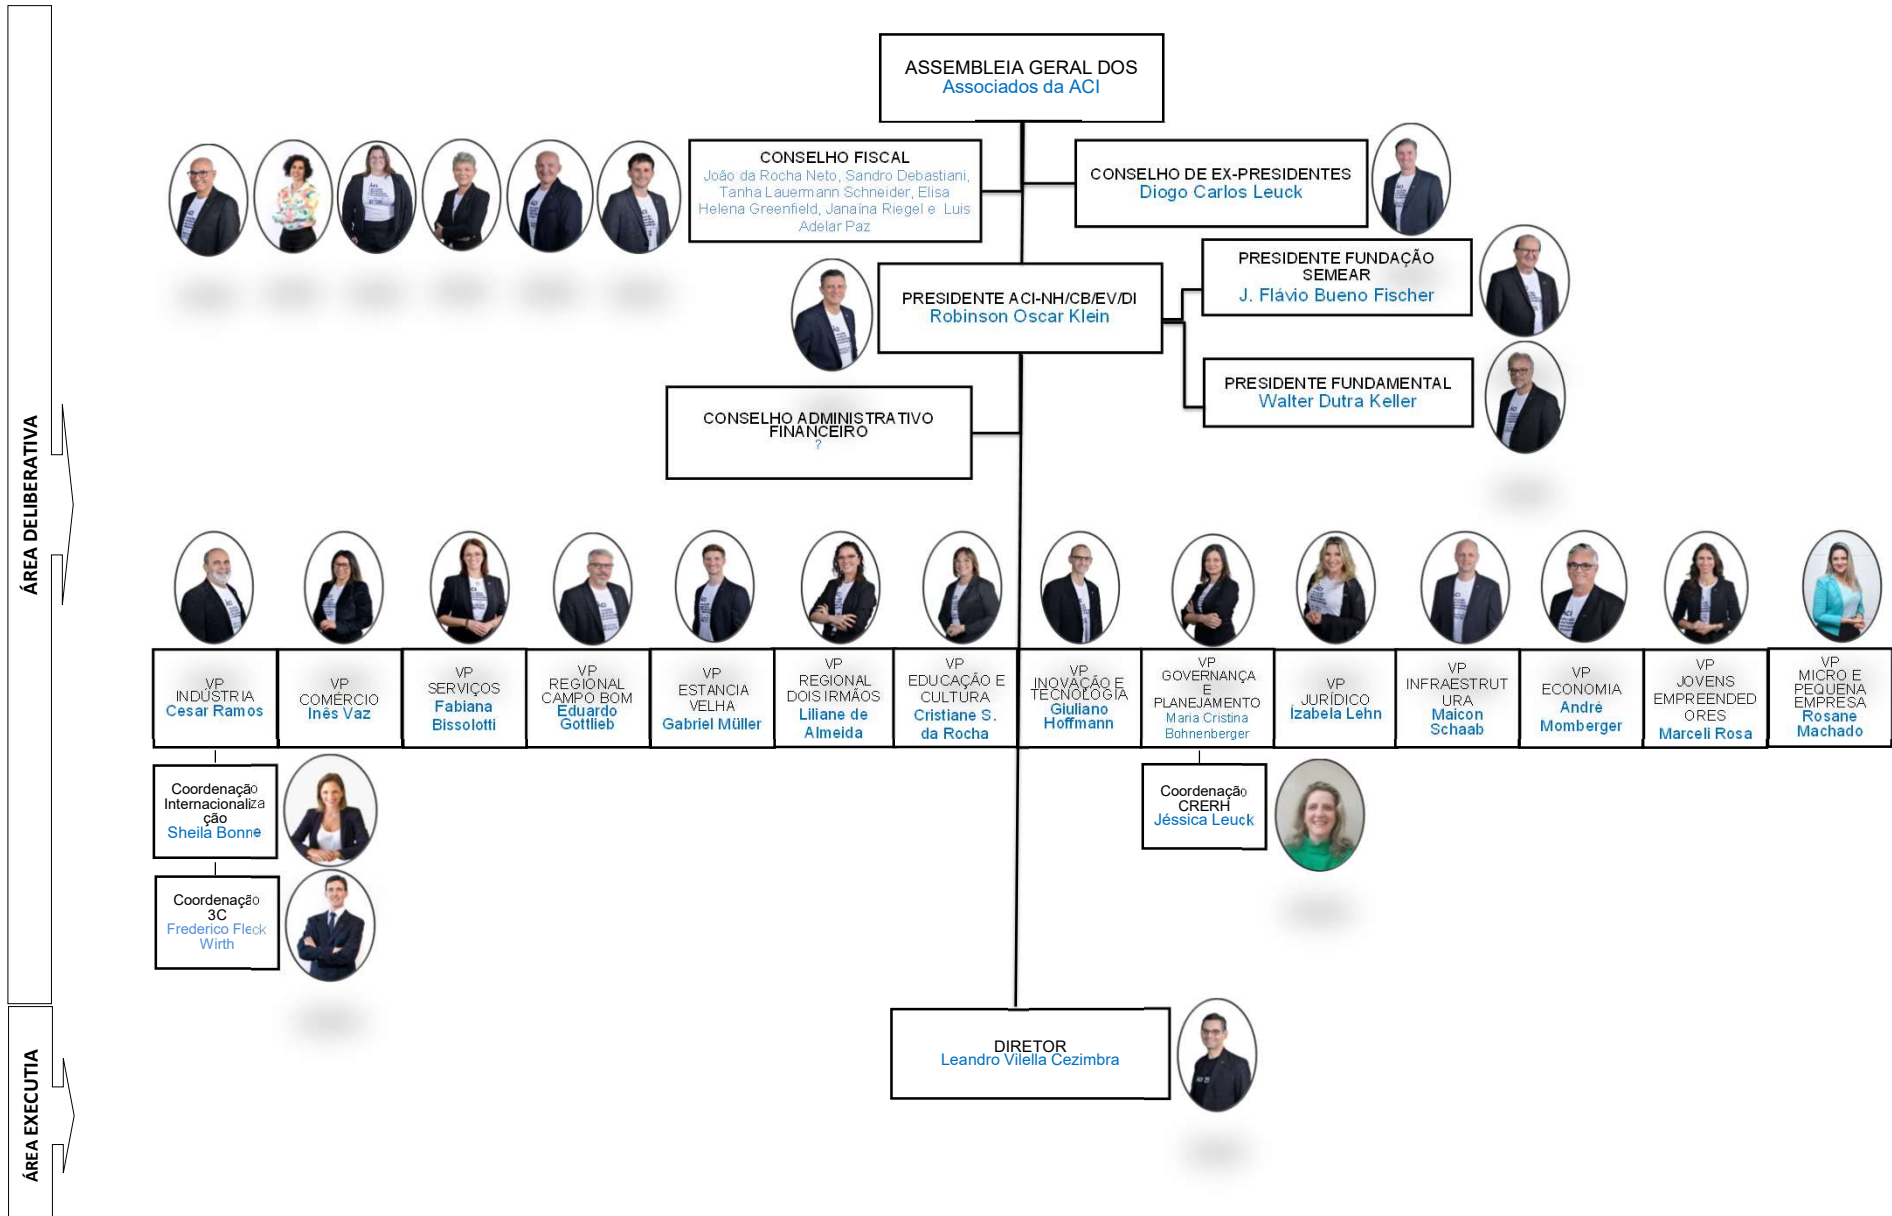 ASSEMBLEIA GERAL DOS
Associados da ACI
CONSELHO FISCAL
João da Rocha Neto, Sandro Debastiani,
Tanha Lauermann Schneider, Elisa
Helena Greenfield, Janaína Riegel e Luis
Adelar Paz
CONSELHO DE EX-PRESIDENTES
Diogo Carlos Leuck
PRESIDENTE FUNDAÇÃO
SEMEAR
J. Flávio Bueno Fischer
PRESIDENTE ACI-NH/CB/EV/DI
Robinson Oscar Klein
PRESIDENTE FUNDAMENTAL
Walter Dutra Keller
CONSELHO ADMINISTRATIVO
FINANCEIRO
?
ÁREA DELIBERATIVA
VP
INDÚSTRIA
Cesar Ramos
VP
COMÉRCIO
Inês Vaz
VP
SERVIÇOS
Fabiana
Bissolotti
VP
REGIONAL
CAMPO BOM
Eduardo
Gottlieb
VP
ESTANCIA
VELHA
Gabriel Müller
VP
REGIONAL
DOIS IRMÃOS
Liliane de
Almeida
VP
EDUCAÇÃO E
CULTURA
Cristiane S.
da Rocha
VP
INOVAÇÃO E
TECNOLOGIA
Giuliano
Hoffmann
VP
GOVERNANÇA
E
PLANEJAMENTO
Maria Cristina
Bohnenberger
VP
JURÍDICO
Izabela Lehn
VP
INFRAESTRUT
URA
Maicon
Schaab
VP
ECONOMIA
André
Momberger
VP
JOVENS
EMPREENDED
ORES
Marceli Rosa
VP
MICRO E
PEQUENA
EMPRESA
Rosane
Machado
Coordenação
Internacionaliza
ção
Sheila Bonne
Coordenação
CRERH
Jéssica Leuck
Coordenação
3C
Frederico Fleck
Wirth
DIRETOR
Leandro Vilella Cezimbra
ÁREA EXECUTIA